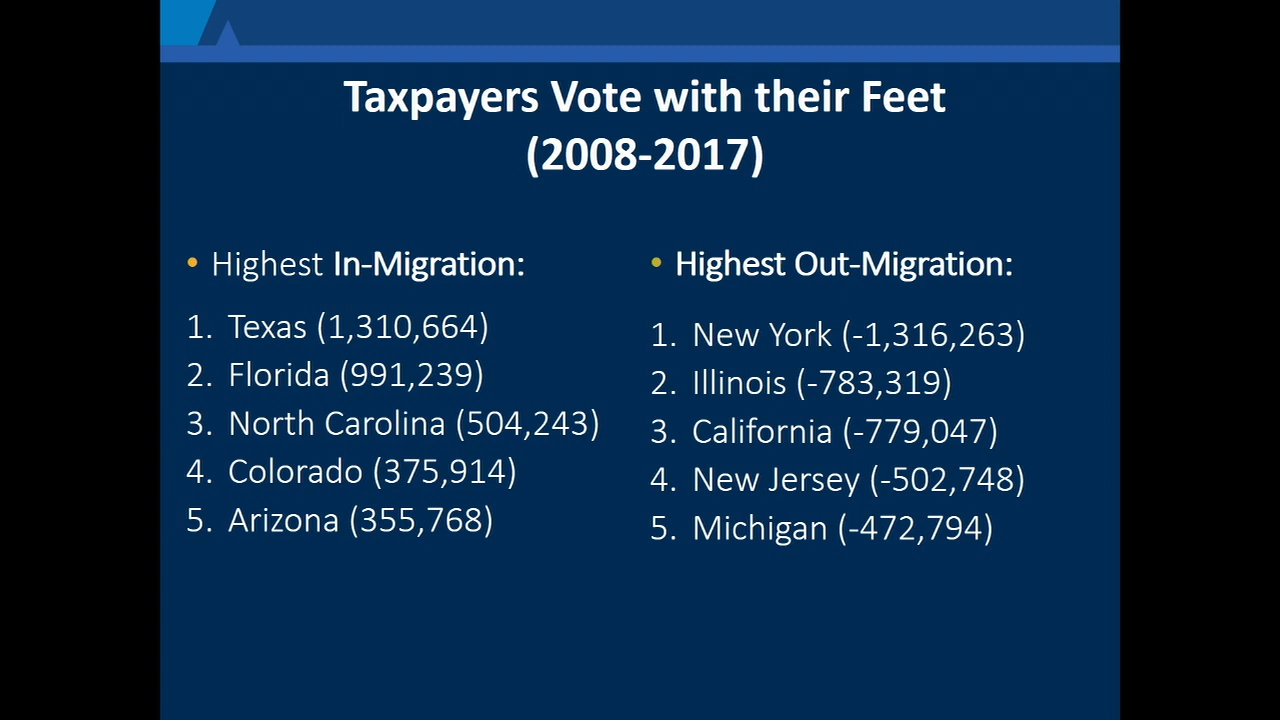 Taxpayers Vote with their Feet
(2008-2017)
• Highest In-Migration:
1. Texas (1,310,664)
2. Florida (991,239)
3. North Carolina (504,243)
4. Colorado (375,914)
5. Arizona (355,768)
• Highest Out-Migration:
1. New York (-1,316,263)
2. Illinois (-783,319)
3. California (-779,047)
4. New Jersey (-502,748)
5. Michigan (-472,794)